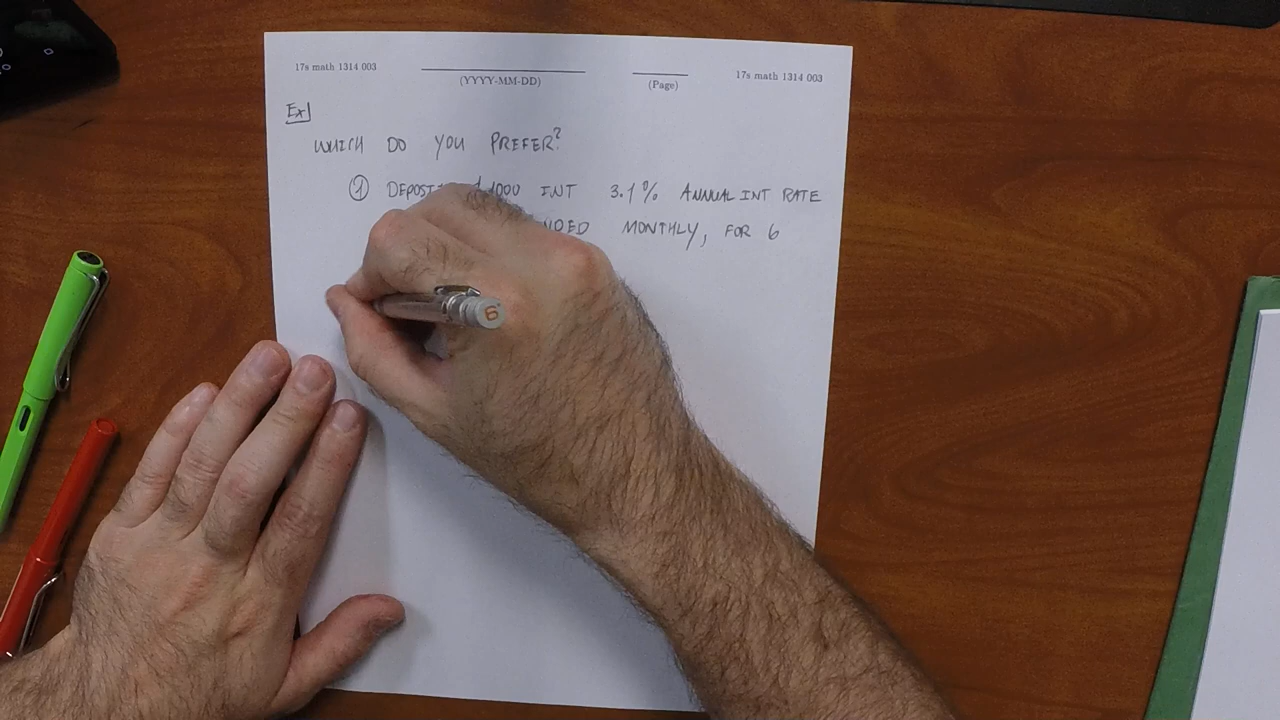 17s math 1314 003 (YYYY-MM-DD) (Page) 17s math 1314 003
Ex
WHICH DO YOU PREFER?
1 1000 INT 3.1% ANNUAL INT RATE
MONTHLY, FOR 6
6